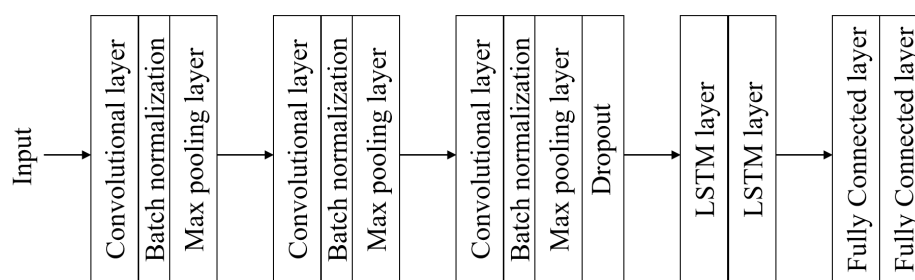 Input
Convolutional layer
Batch normalization
Max pooling layer
Convolutional layer
Batch normalization
Max pooling layer
Convolutional layer
Batch normalization
Max pooling layer
Dropout
LSTM layer
LSTM layer
Fully Connected layer
Fully Connected layer